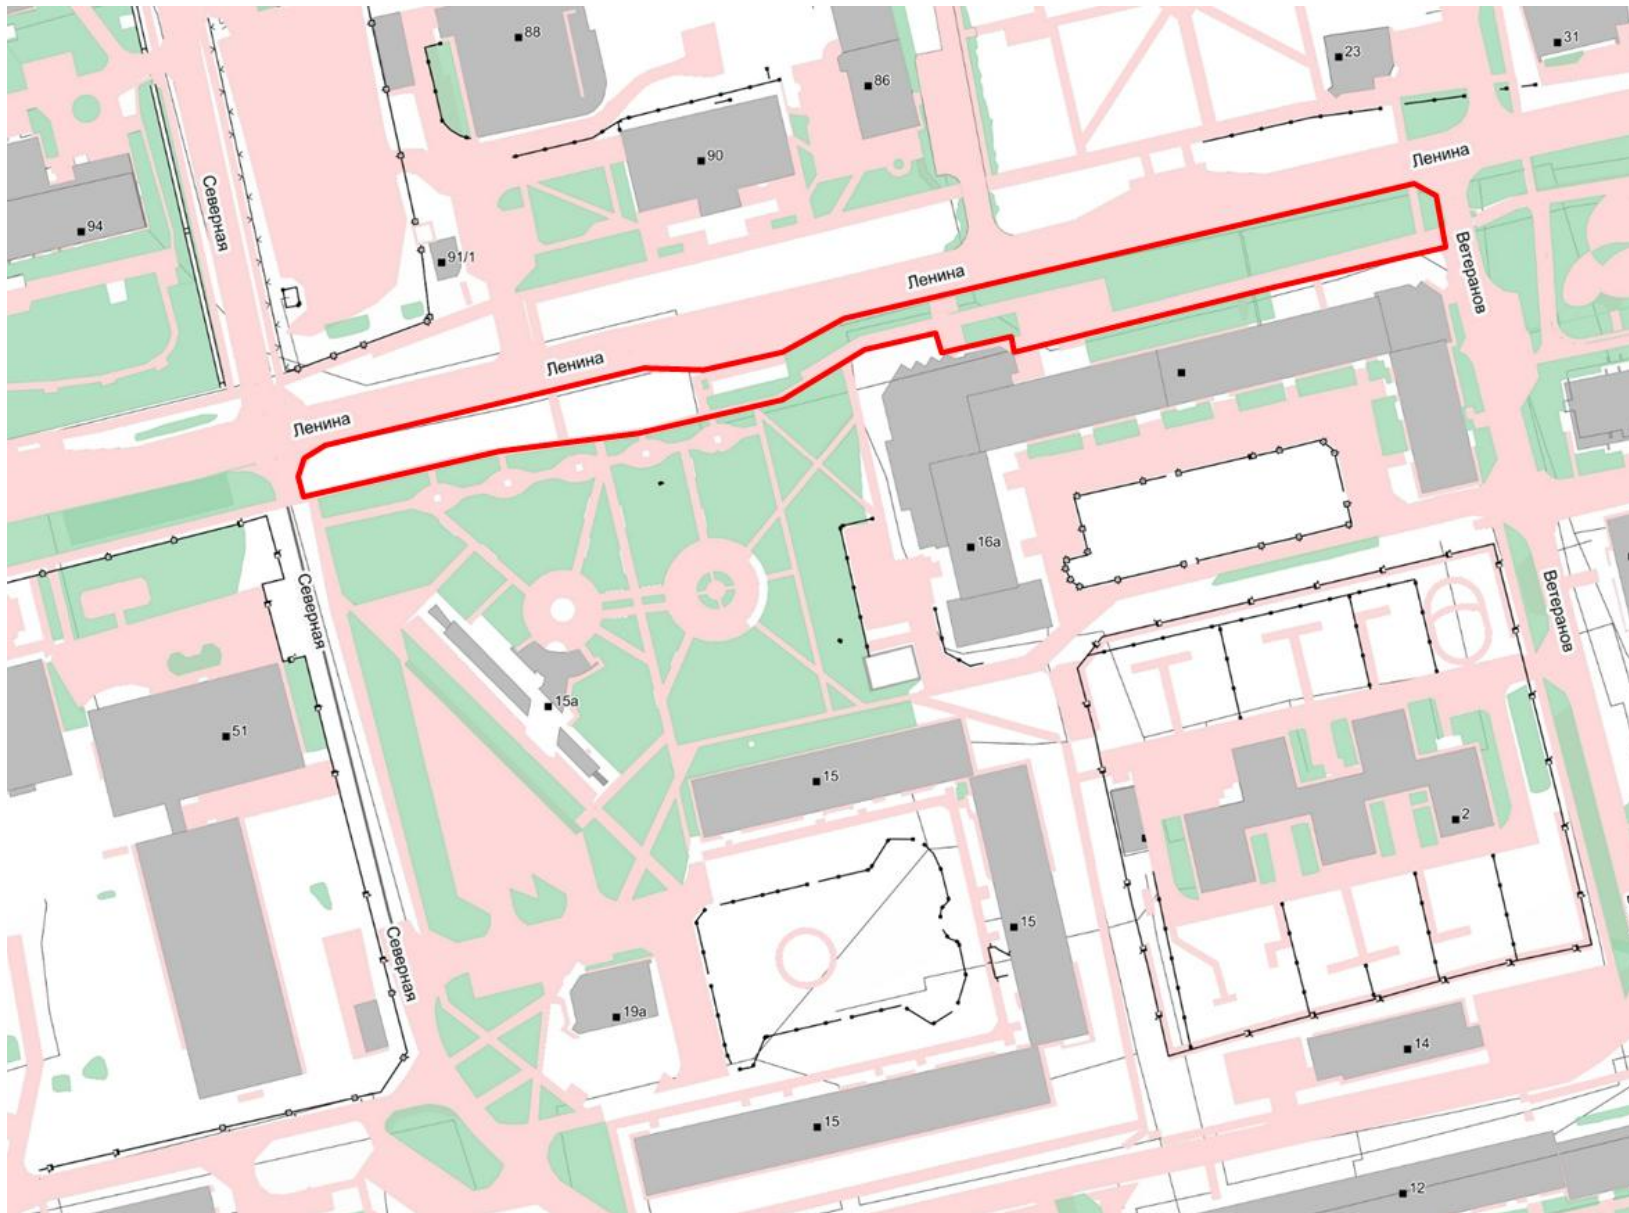 88
31
23
86
Ленина
90
Северная
94
91/1
Ветеранов
Ленина
Ленина
Ленина
16а
Северная
Ветеранов
15а
51
15
2
15
Северная
19а
14
15
12